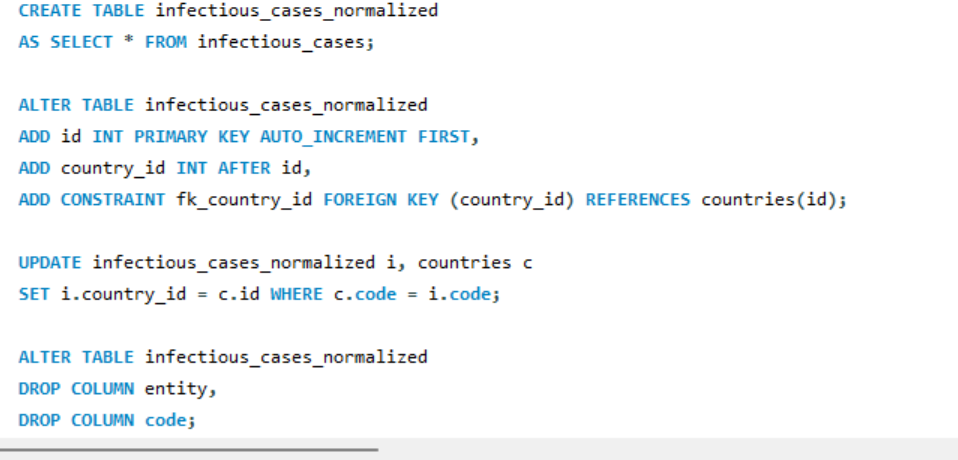 CREATE TABLE infectious_cases_normalized
AS SELECT * FROM infectious_cases;
ALTER TABLE infectious_cases_normalized
ADD id INT PRIMARY KEY AUTO_INCREMENT FIRST,
ADD country_id INT AFTER id,
ADD CONSTRAINT fk_country_id FOREIGN KEY (country_id) REFERENCES countries(id);
UPDATE infectious_cases_normalized i, countries c
SET i.country_id = c.id WHERE c.code = i.code;
ALTER TABLE infectious_cases_normalized
DROP COLUMN entity,
DROP COLUMN code;